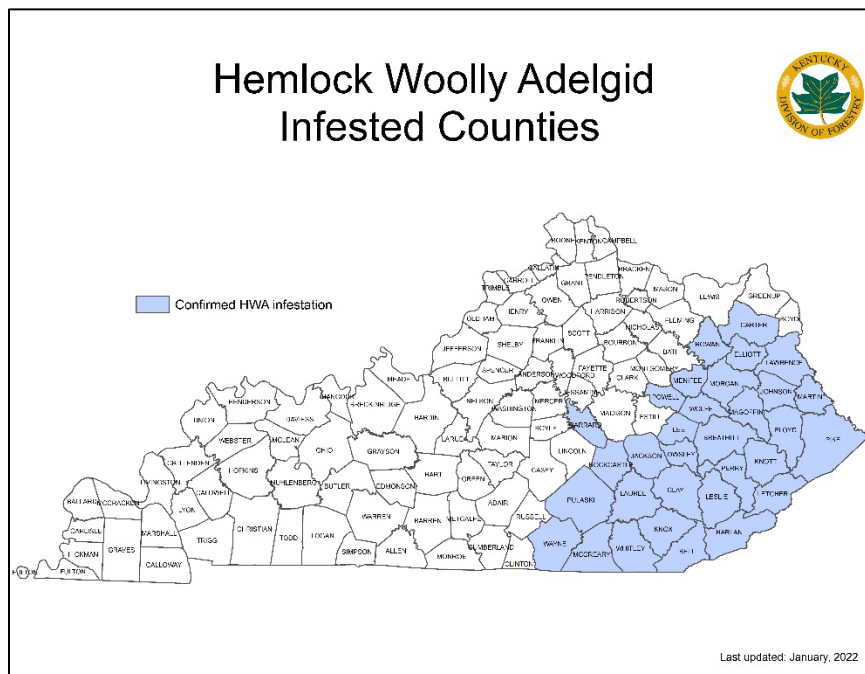 Hemlock Woolly Adelgid
Infested Counties
KENTUCKY
DIVISION OF FORESTRY
Confirmed HWA infestation
BOONE
KENTON
CAMPBELL
GALLATIN
PENDLETON
BRACKEN
GRANT
CARROLL
TRIMBLE
OWEN
MASON
LEWIS
GREENUP
ROBERTSON
HENRY
HARRISON
BOYD
OLDHAM
FLEMING
CARTER
NICHOLAS
SCOTT
SHELBY
FRANKLIN
BOURBON
ROWAN
JEFFERSON
BATH
ELLIOTT
LAWRENCE
FAYETTE
MONTGOMERY
SPENCER
ANDERSON
WOODFORD
CLARK
MENIFEE
MEADE
BULLITT
MORGAN
JOHNSON
MARTIN
JESSAMINE
POWELL
HANCOCK
BRECKINRIDGE
NELSON
MERCER
WASHINGTON
MADISON
ESTILL
WOLFE
MAGOFFIN
HENDERSON
HARDIN
UNION
DAVIESS
GARRARD
BOYLE
LEE
FLOYD
LARUE
MARION
BREATHITT
PIKE
WEBSTER
MCLEAN
OHIO
GRAYSON
LINCOLN
JACKSON
OWSLEY
KNOTT
TAYLOR
CASEY
ROCKCASTLE
PERRY
CRITTENDEN
HOPKINS
HART
GREEN
LIVINGSTON
MUHLENBERG
BUTLER
EDMONSON
PULASKI
LAUREL
CLAY
LESLIE
LETCHER
CALDWELL
BALLARD
MCCRACKEN
ADAIR
LYON
WARREN
BARREN
METCALFE
RUSSELL
CARLISLE
MARSHALL
CHRISTIAN
TODD
LOGAN
KNOX
HARLAN
TRIGG
WAYNE
HICKMAN
GRAVES
SIMPSON
ALLEN
MONROE
CUMBERLAND
MCCREARY
WHITLEY
BELL
CALLOWAY
CLINTON
FULTON
FULTON
Last updated: January, 2022